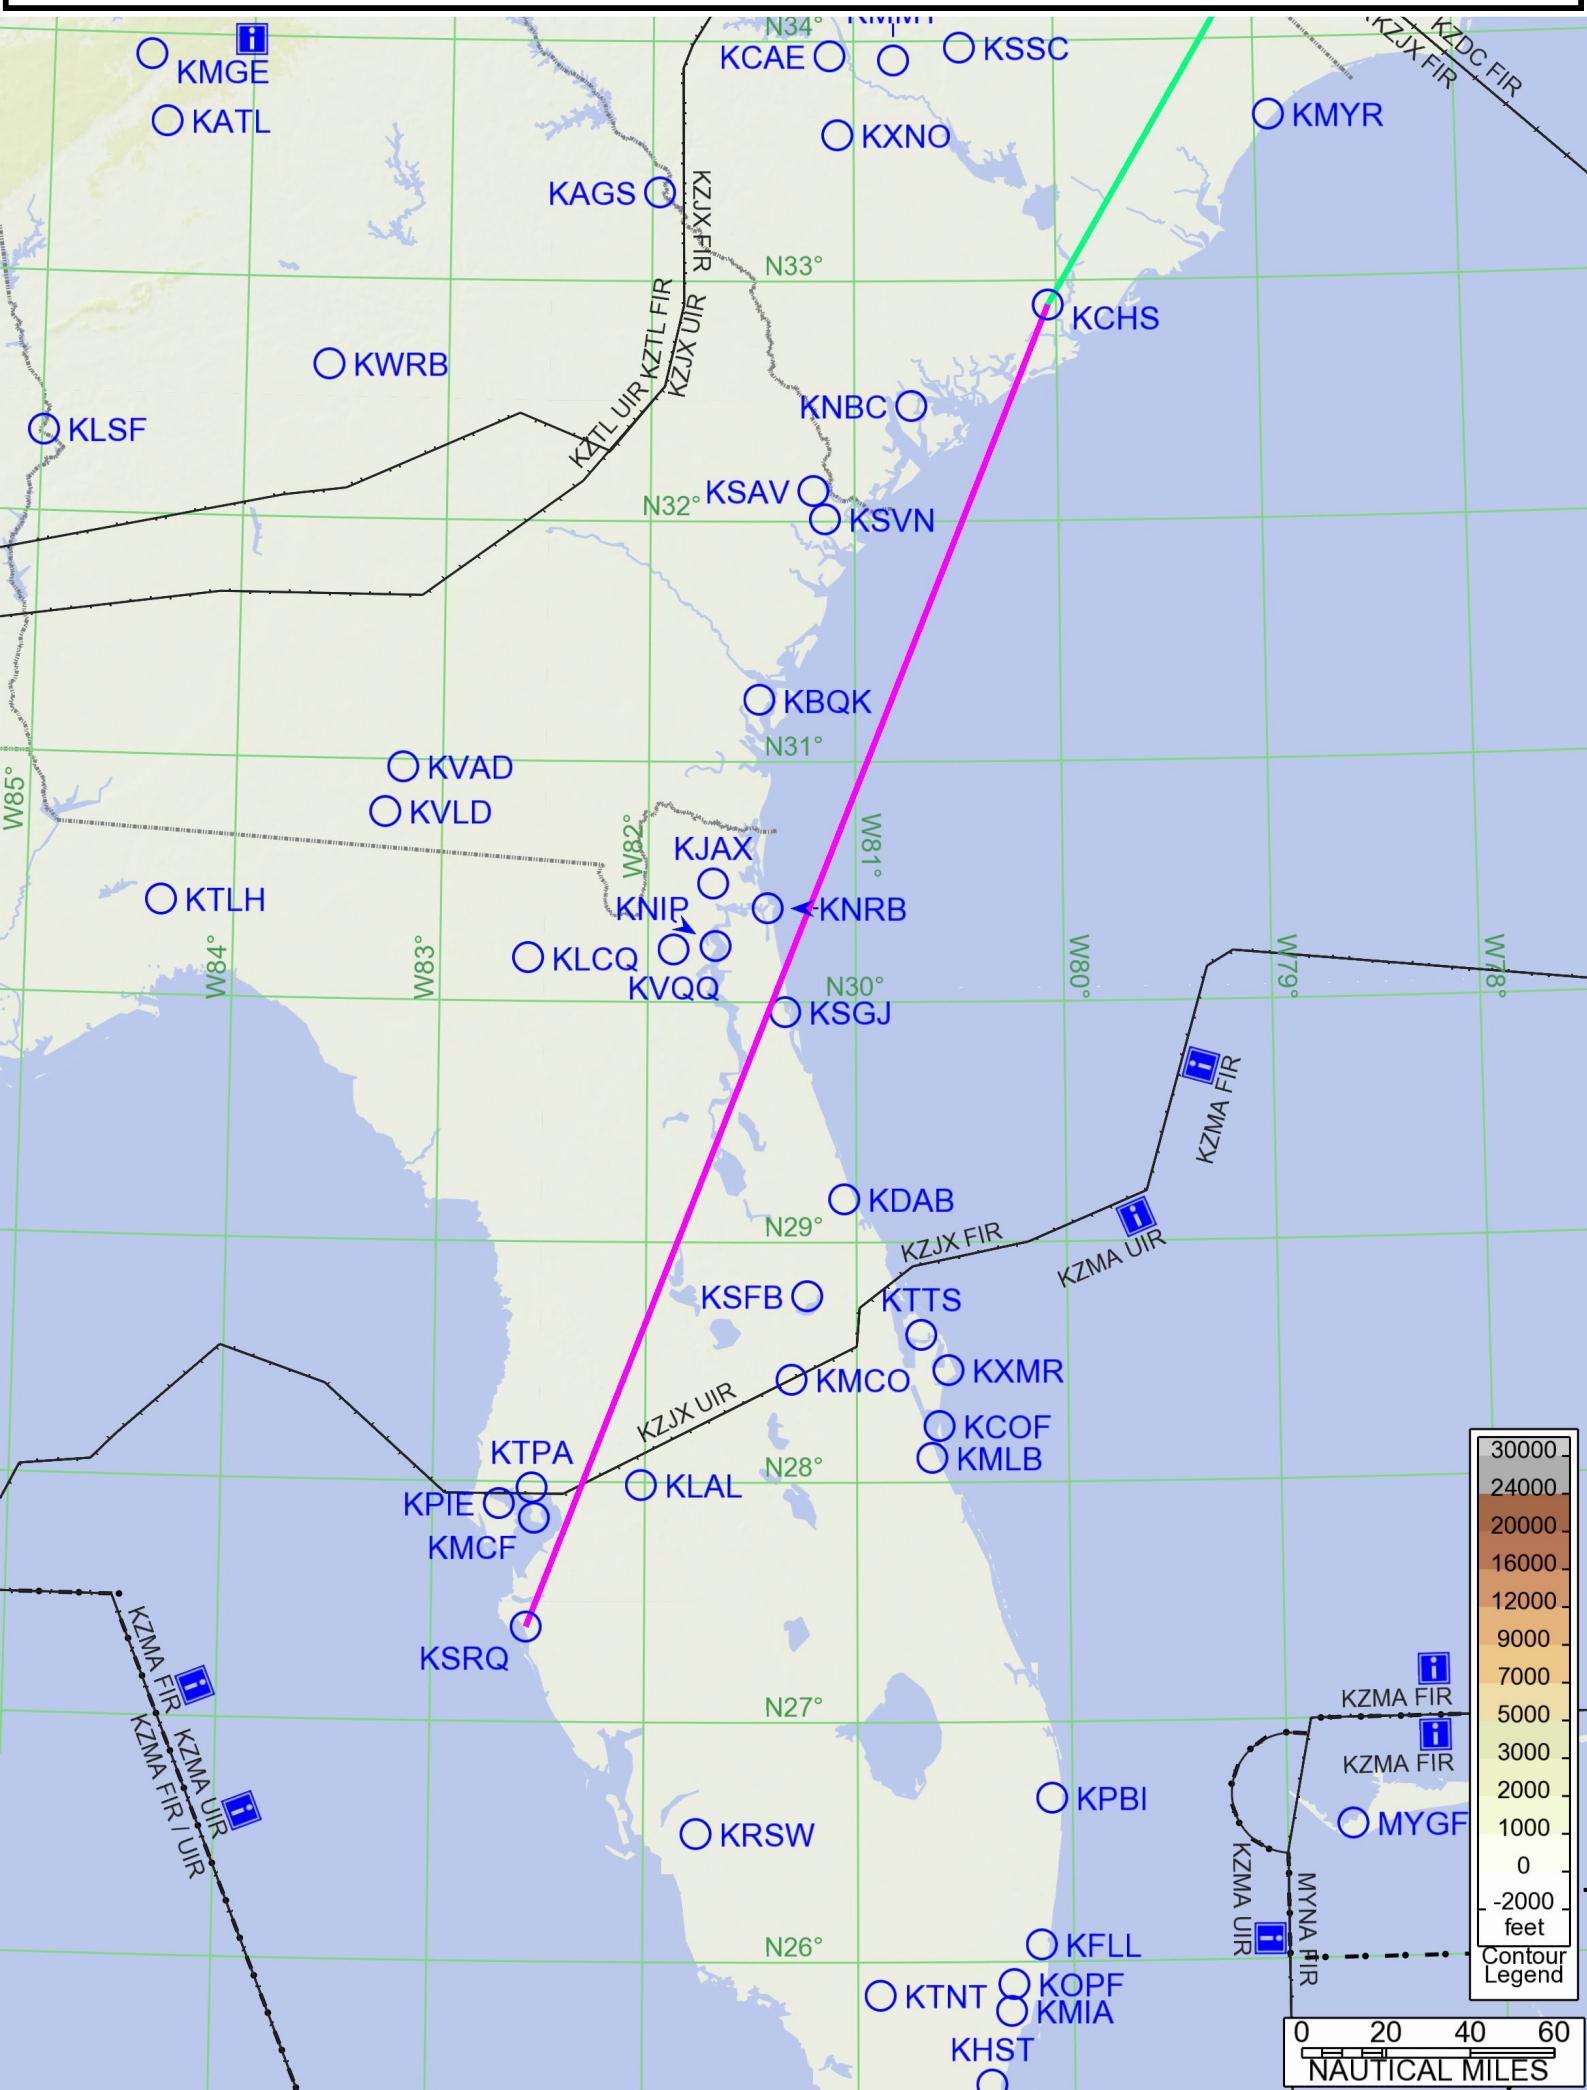 N34°
KMMT
KCAE
KSSC
KMGE
KATL
KXNO
KMYR
KZDC FIR
KZJX FIR
KAGS
KZJX FIR
N33°
KCHS
KWRB
KZTL FIR
KZJX UIR
KZTL UIR
KLSF
KNBC
KSAV
N32°
KSVN
KBQK
N31°
KVAD
KVLD
W85°
W82°
W81°
KJAX
KTLH
KNIP
KNRB
KLCQ
KVQQ
W84°
W83°
N30°
W80°
W79°
W78°
KSGJ
KZMA FIR
KDAB
N29°
KZJX FIR
KZMA UIR
KSFB
KTTS
KMCO
KXMR
KZJX UIR
KCOF
KMLB
KTPA
N28°
KLAL
KPIE
KMCF
KSRQ
KZMA FIR
KZMA FIR / UIR
KZMA UIR
N27°
KZMA FIR
KZMA FIR
KPBI
MYGF
KRSW
KZMA UIR
MYNA FIR
N26°
KFLL
KTNT
KOPF
KMIA
KHST
30000
24000
20000
16000
12000
9000
7000
5000
3000
2000
1000
0
-2000
feet
Contour
Legend
0 20 40 60
NAUTICAL MILES